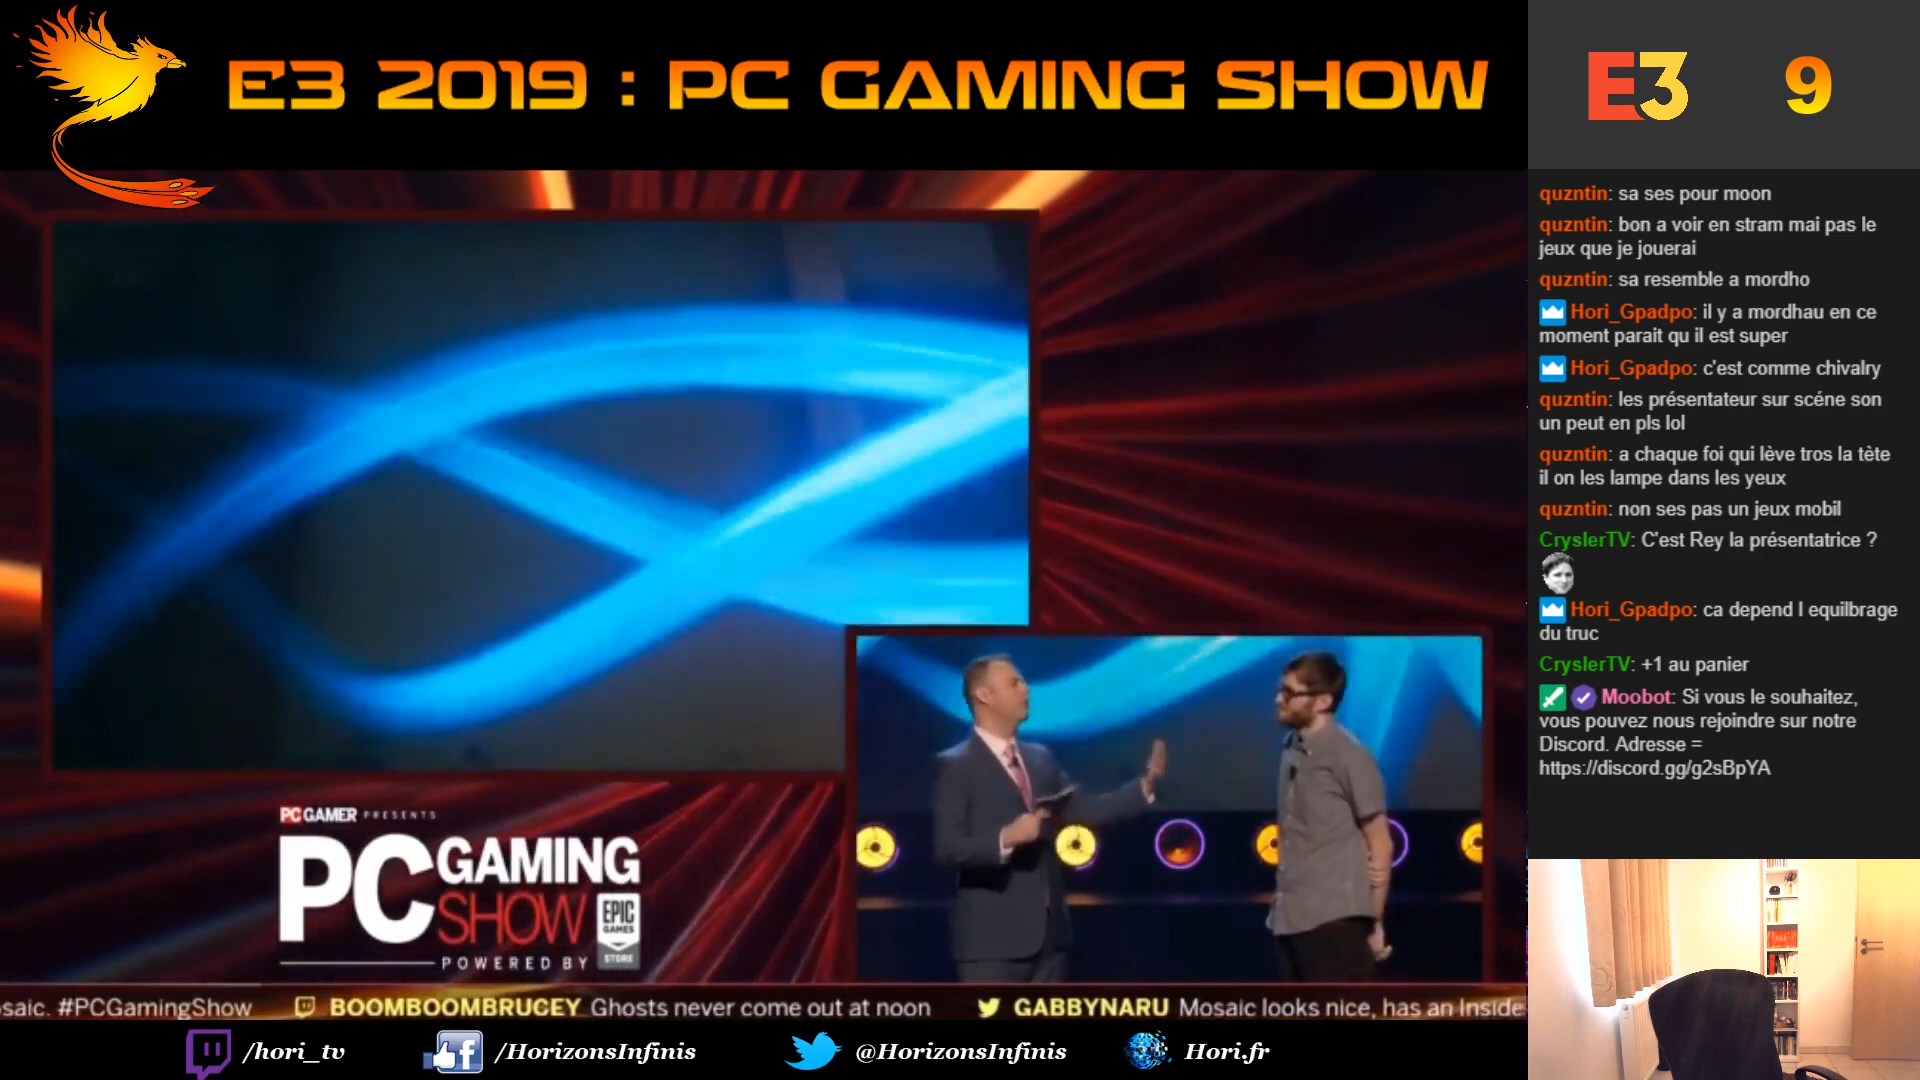 E3 2019 : PC GAMING SHOW
E3
9
quzntin: sa ses pour moon
quzntin: bon a voir en stram mai pas le
jeux que je jouerai
quzntin: sa resemble a mordho
Hori_Gpadpo: il y a mordhau en ce
moment parait qu il est super
Hori_Gpadpo: c'est comme chivalry
quzntin: les présentateur sur scéne son
un peut en pls lol
quzntin: a chaque foi qui lève tros la tète
il on les lampe dans les yeux
quzntin: non ses pas un jeux mobil
CryslerTV: C'est Rey la présentatrice ?
Hori_Gpadpo: ca depend l equilbrage
du truc
CryslerTV: +1 au panier
Moobot: Si vous le souhaitez,
vous pouvez nous rejoindre sur notre
Discord. Adresse =
https://discord.gg/g2sBpYA
PC GAMER PRESENTS
PC GAMING
SHOW
EPIC
GAMES
STORE
POWERED BY
saic. #PCGamingShow BOOMBOOMBRUCEY Ghosts never come out at noon GABBYNARU Mosaic looks nice, has an Inside
/hori_tv /HorizonsInfinis @HorizonsInfinis Hori.fr